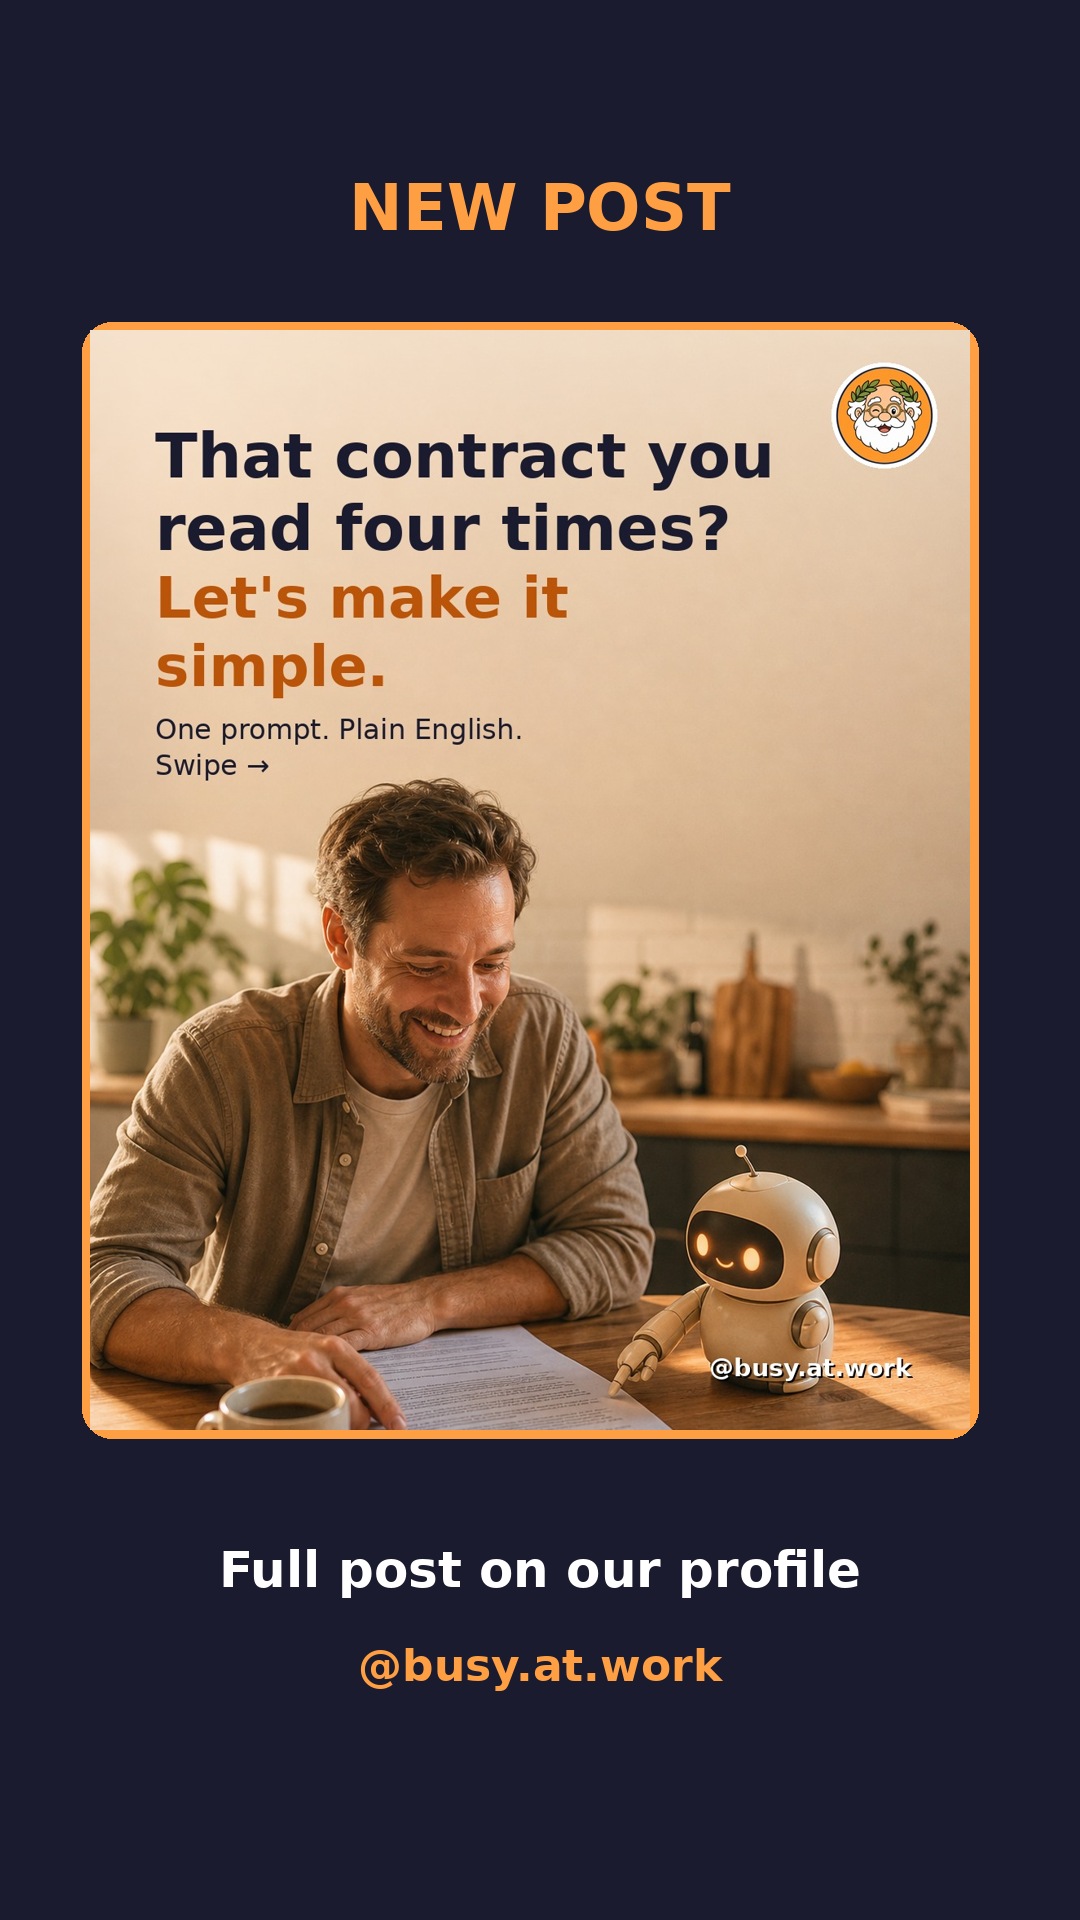 NEW POST
That contract you
read four times?
Let's make it
simple.
One prompt. Plain English.
Swipe →
@busy.at.work
Full post on our profile
@busy.at.work